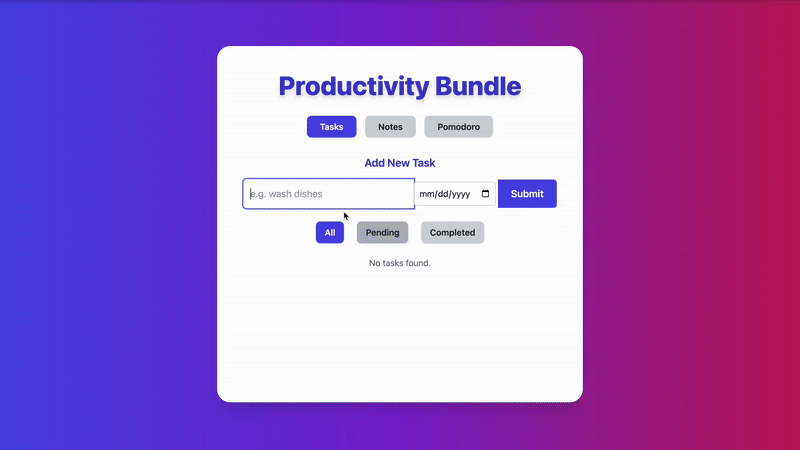 Productivity Bundle
Tasks Notes Pomodoro
Add New Task
e.g. wash dishes mm/dd/yyyy Submit
All Pending Completed
No tasks found.